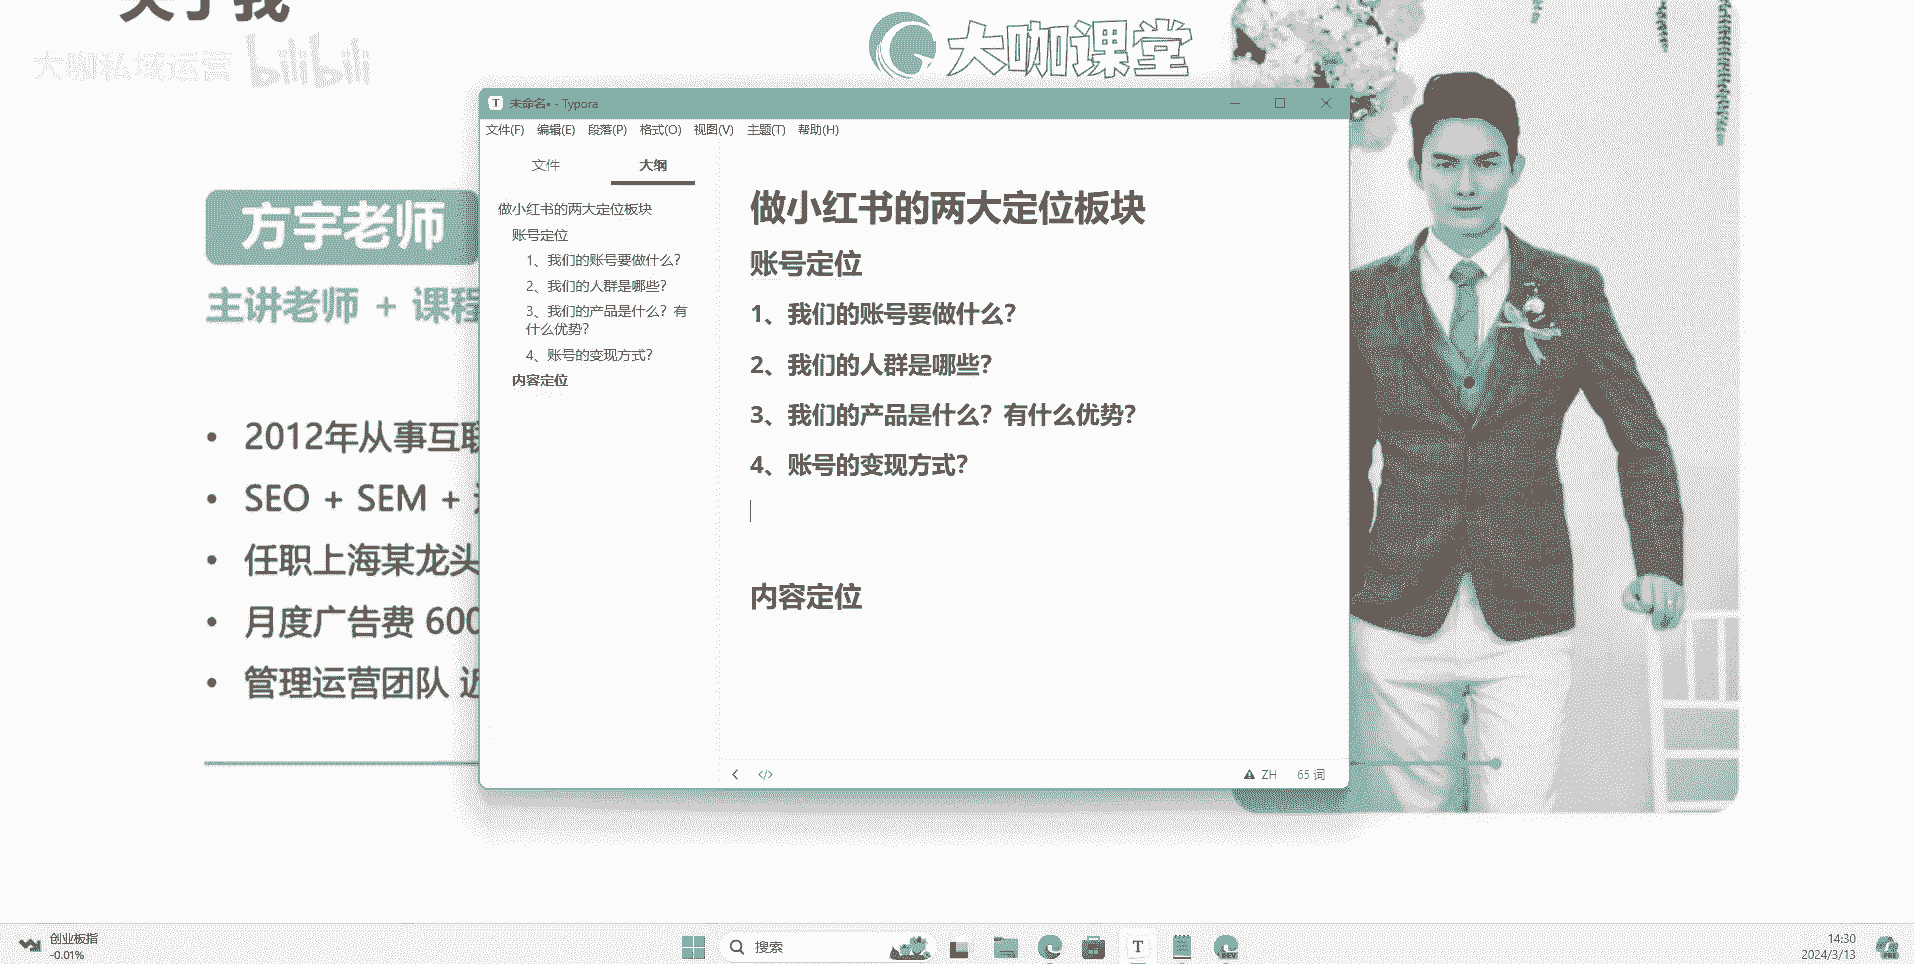 关于我
大咖私域运营 bilibili
大咖课堂
方宇老师
主讲老师 + 课程
2012年从事互联
SEO + SEM +
任职上海某龙头
月度广告费 600
管理运营团队 近
T 未命名• - Typora
文件(F) 编辑(E) 段落(P) 格式(O) 视图(V) 主题(T) 帮助(H)
文件 大纲
做小红书的两大定位板块
账号定位
1、我们的账号要做什么？
2、我们的人群是哪些？
3、我们的产品是什么？有
什么优势？
4、账号的变现方式？
内容定位
做小红书的两大定位板块
账号定位
1、我们的账号要做什么？
2、我们的人群是哪些？
3、我们的产品是什么？有什么优势？
4、账号的变现方式？
内容定位
</> ZH 65 词
创业板指
-0.01%
搜索
T
DEV
14:30
2024/3/13
PRE